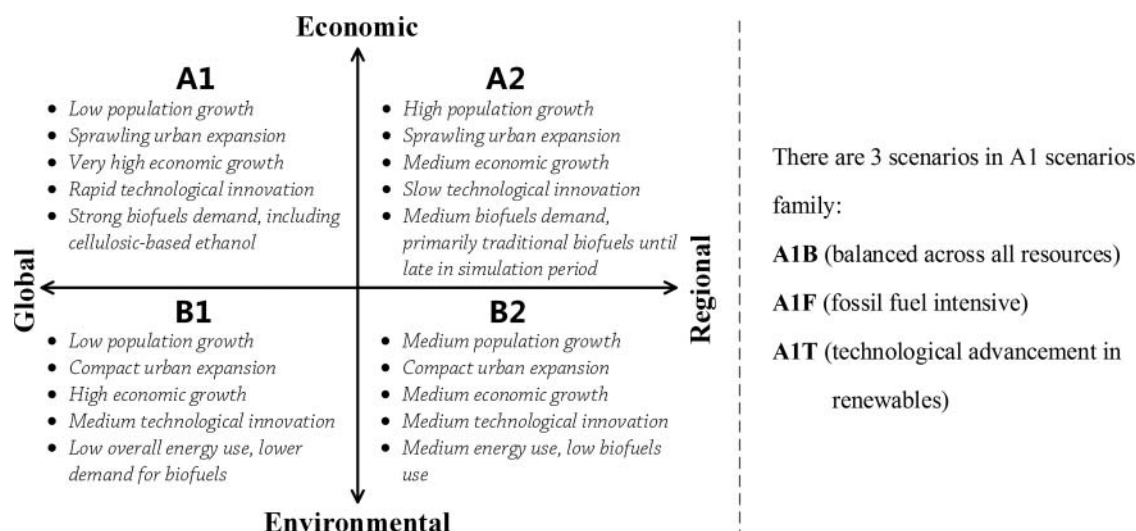 Economic
A1
• Low population growth
• Sprawling urban expansion
• Very high economic growth
• Rapid technological innovation
• Strong biofuels demand, including
cellulosic-based ethanol
A2
• High population growth
• Sprawling urban expansion
• Medium economic growth
• Slow technological innovation
• Medium biofuels demand,
primarily traditional biofuels until
late in simulation period
Global
Regional
B1
• Low population growth
• Compact urban expansion
• High economic growth
• Medium technological innovation
• Low overall energy use, lower
demand for biofuels
B2
• Medium population growth
• Compact urban expansion
• Medium economic growth
• Medium technological innovation
• Medium energy use, low biofuels
use
Environmental
There are 3 scenarios in A1 scenarios
family:
A1B (balanced across all resources)
A1F (fossil fuel intensive)
A1T (technological advancement in
renewables)